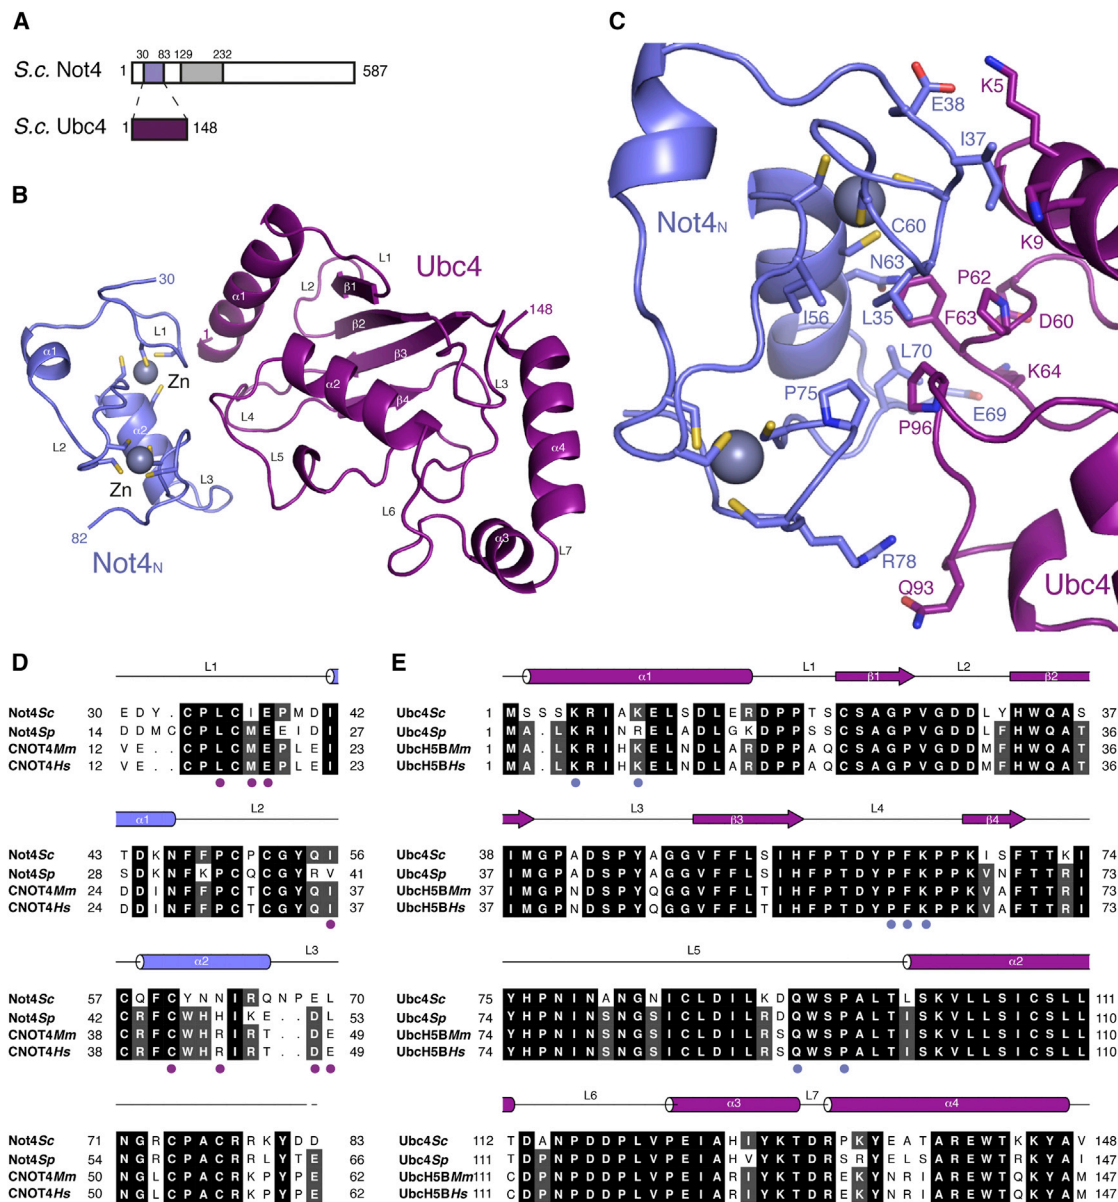 A
30 83 129 232
S.c. Not4 1 587
S.c. Ubc4 1 148
B
30
L1
α1
Zn
L2
α2
Zn
L3
82
Not4N
Ubc4
L1
L2
β1
α1
1
β2
148
β3
α2
L3
β4
L4
L5
α4
L6
α3
L7
C
K5
E38
I37
Not4N
C60
K9
N63
P62
I56
L35
F63
D60
L70
K64
P75
E69
P96
R78
Q93
Ubc4
D
L1
Not4Sc 30 E D Y . C P L C I E P M D I 42
Not4Sp 14 D D M C C P L C M E E I D I 27
CNOT4Mm 12 V E . . C P L C M E P L E I 23
CNOT4Hs 12 V E . . C P L C M E P L E I 23
α1 L2
Not4Sc 43 T D K N F F P C P C G Y Q I 56
Not4Sp 28 S D K N F K P C Q C G Y R V 41
CNOT4Mm 24 D D I N F F P C T C G Y Q I 37
CNOT4Hs 24 D D I N F F P C T C G Y Q I 37
α2 L3
Not4Sc 57 C Q F C Y N N I R Q N P E L 70
Not4Sp 42 C R F C W H H I K E . . D L 53
CNOT4Mm 38 C R F C W H R I R T . . D E 49
CNOT4Hs 38 C R F C W H R I R T . . D E 49
Not4Sc 71 N G R C P A C R R K Y D D 83
Not4Sp 54 N G R C P A C R R L Y T E 66
CNOT4Mm 50 N G L C P A C R K P Y P E 62
CNOT4Hs 50 N G L C P A C R K P Y P E 62
E
α1 L1 β1 L2 β2
Ubc4Sc 1 M S S S K R I A K E L S D L E R D P P T S C S A G P V G D D L Y H W Q A S 37
Ubc4Sp 1 M A . L K R I N R E L A D L G K D P P S S C S A G P V G D D L F H W Q A T 36
UbcH5BMm 1 M A . L K R I H K E L N D L A R D P P A Q C S A G P V G D D M F H W Q A T 36
UbcH5BHs 1 M A . L K R I H K E L N D L A R D P P A Q C S A G P V G D D M F H W Q A T 36
L3 β3 L4 β4
Ubc4Sc 38 I M G P A D S P Y A G G V F F L S I H F P T D Y P F K P P K I S F T T K I 74
Ubc4Sp 37 I M G P A D S P Y A G G V F F L S I H F P T D Y P F K P P K V N F T T R I 73
UbcH5BMm 37 I M G P N D S P Y Q G G V F F L T I H F P T D Y P F K P P K V A F T T R I 73
UbcH5BHs 37 I M G P N D S P Y Q G G V F F L T I H F P T D Y P F K P P K V A F T T R I 73
L5 α2
Ubc4Sc 75 Y H P N I N A N G N I C L D I L K D Q W S P A L T L S K V L L S I C S L L 111
Ubc4Sp 74 Y H P N I N S N G S I C L D I L R D Q W S P A L T I S K V L L S I C S L L 110
UbcH5BMm 74 Y H P N I N S N G S I C L D I L R S Q W S P A L T I S K V L L S I C S L L 110
UbcH5BHs 74 Y H P N I N S N G S I C L D I L R S Q W S P A L T I S K V L L S I C S L L 110
L6 α3 L7 α4
Ubc4Sc 112 T D A N P D D P L V P E I A H I Y K T D R P K Y E A T A R E W T K K Y A V 148
Ubc4Sp 111 T D P N P D D P L V P E I A H V Y K T D R S R Y E L S A R E W T R K Y A I 147
UbcH5BMm 111 C D P N P D D P L V P E I A R I Y K T D R E K Y N R I A R E W T Q K Y A M 147
UbcH5BHs 111 C D P N P D D P L V P E I A R I Y K T D R E K Y N R I A R E W T Q K Y A M 147